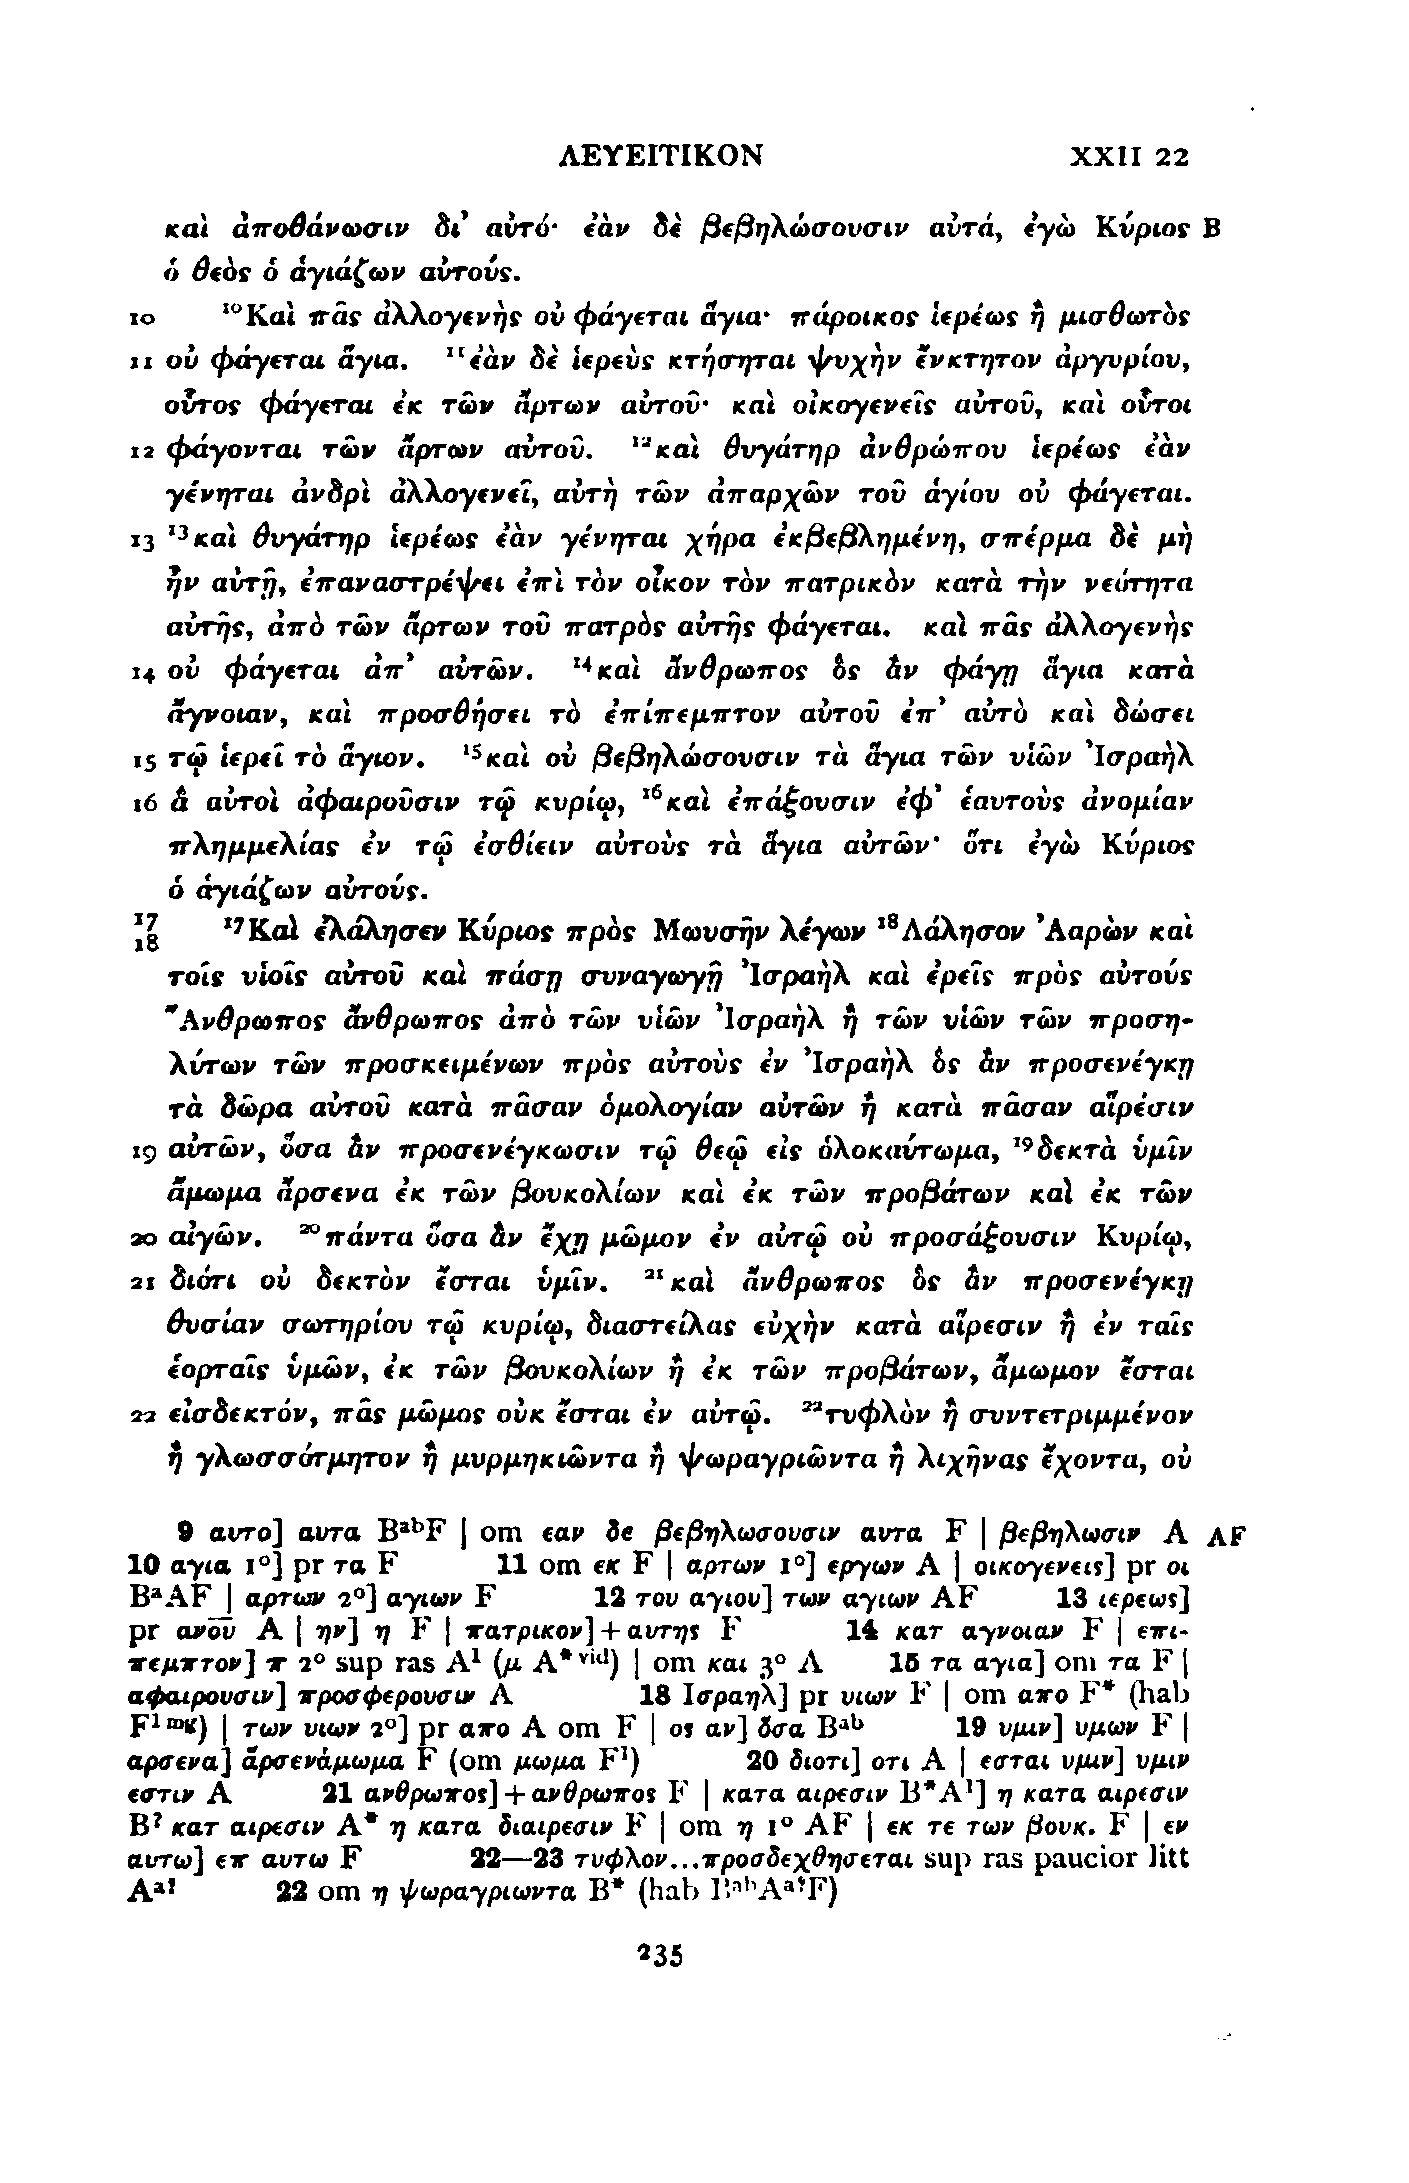 ΛΕΥΕΙΤΙΚΟΝ XXII 22
καὶ ἀποθάνωσιν δι᾿ αὐτό· ἐὰν δὲ βεβηλώσουσιν αὐτά, ἐγὼ Κύριος B
ὁ θεὸς ὁ ἁγιάζων αὐτούς.
10 ¹⁰Καὶ πᾶς ἀλλογενὴς οὐ φάγεται ἅγια· πάροικος ἱερέως ἢ μισθωτὸς
11 οὐ φάγεται ἅγια. ¹¹ἐὰν δὲ ἱερεὺς κτήσηται ψυχὴν ἔνκτητον ἀργυρίου,
οὗτος φάγεται ἐκ τῶν ἄρτων αὐτοῦ· καὶ οἰκογενεῖς αὐτοῦ, καὶ οὗτοι
12 φάγονται τῶν ἄρτων αὐτοῦ. ¹²καὶ θυγάτηρ ἀνθρώπου ἱερέως ἐὰν
γένηται ἀνδρὶ ἀλλογενεῖ, αὐτὴ τῶν ἀπαρχῶν τοῦ ἁγίου οὐ φάγεται.
13 ¹³καὶ θυγάτηρ ἱερέως ἐὰν γένηται χήρα ἐκβεβλημένη, σπέρμα δὲ μὴ
ἦν αὐτῇ, ἐπαναστρέψει ἐπὶ τὸν οἶκον τὸν πατρικὸν κατὰ τὴν νεότητα
αὐτῆς, ἀπὸ τῶν ἄρτων τοῦ πατρὸς αὐτῆς φάγεται. καὶ πᾶς ἀλλογενὴς
14 οὐ φάγεται ἀπ᾿ αὐτῶν. ¹⁴καὶ ἄνθρωπος ὃς ἂν φάγῃ ἅγια κατὰ
ἄγνοιαν, καὶ προσθήσει τὸ ἐπίπεμπτον αὐτοῦ ἐπ᾿ αὐτὸ καὶ δώσει
15 τῷ ἱερεῖ τὸ ἅγιον. ¹⁵καὶ οὐ βεβηλώσουσιν τὰ ἅγια τῶν υἱῶν Ἰσραὴλ
16 ἃ αὐτοὶ ἀφαιροῦσιν τῷ κυρίῳ, ¹⁶καὶ ἐπάξουσιν ἐφ᾿ ἑαυτοὺς ἀνομίαν
πλημμελίας ἐν τῷ ἐσθίειν αὐτοὺς τὰ ἅγια αὐτῶν· ὅτι ἐγὼ Κύριος
ὁ ἁγιάζων αὐτούς.
17 ¹⁷Καὶ ἐλάλησεν Κύριος πρὸς Μωυσῆν λέγων ¹⁸Λάλησον Ἀαρὼν καὶ
18
τοῖς υἱοῖς αὐτοῦ καὶ πάσῃ συναγωγῇ Ἰσραὴλ καὶ ἐρεῖς πρὸς αὐτούς
Ἄνθρωπος ἄνθρωπος ἀπὸ τῶν υἱῶν Ἰσραὴλ ἢ τῶν υἱῶν τῶν προση-
λύτων τῶν προσκειμένων πρὸς αὐτοὺς ἐν Ἰσραὴλ ὃς ἂν προσενέγκῃ
τὰ δῶρα αὐτοῦ κατὰ πᾶσαν ὁμολογίαν αὐτῶν ἢ κατὰ πᾶσαν αἵρέσιν
19 αὐτῶν, ὅσα ἂν προσενέγκωσιν τῷ θεῷ εἰς ὁλοκαύτωμα, ¹⁹δεκτὰ ὑμῖν
ἄμωμα ἄρσενα ἐκ τῶν βουκολίων καὶ ἐκ τῶν προβάτων καὶ ἐκ τῶν
20 αἰγῶν. ²⁰πάντα ὅσα ἂν ἔχῃ μῶμον ἐν αὐτῷ οὐ προσάξουσιν Κυρίῳ,
21 διότι οὐ δεκτὸν ἔσται ὑμῖν. ²¹καὶ ἄνθρωπος ὃς ἂν προσενέγκῃ
θυσίαν σωτηρίου τῷ κυρίῳ, διαστείλας εὐχὴν κατὰ αἵρεσιν ἢ ἐν ταῖς
ἑορταῖς ὑμῶν, ἐκ τῶν βουκολίων ἢ ἐκ τῶν προβάτων, ἄμωμον ἔσται
22 εἰσδεκτόν, πᾶς μῶμος οὐκ ἔσται ἐν αὐτῷ. ²²τυφλὸν ἢ συντετριμμένον
ἢ γλωσσότμητον ἢ μυρμηκιῶντα ἢ ψωραγριῶντα ἢ λιχῆνας ἔχοντα, οὐ
9 αυτο] αυτα BᵃᵇF | om εαν δε βεβηλωσουσιν αυτα F | βεβηλωσιν A AF
10 αγια 1°] pr τα F 11 om εκ F | αρτων 1°] εργων A | οικογενεις] pr οι
BᵃAF | αρτων 2°] αγιων F 12 του αγιου] των αγιων AF 13 ιερεως]
pr ανο̅υ̅ A | ην] η F | πατρικον]+αυτης F 14 κατ αγνοιαν F | επι-
πεμπτον] π 2° sup ras A¹ (μ A*ᵛⁱᵈ) | om και 3° A 15 τα αγια] om τα F |
αφαιρουσιν] προσφερουσιν A 18 Ισραηλ] pr υιων F | om απο F* (hab
F¹ᵐᵍ) | των υιων 2°] pr απο A om F | ος αν] ὅσα Bᵃᵇ 19 υμιν] υμων F |
αρσενα] ἄρσενάμωμα F (om μωμα F¹) 20 διοτι] οτι A | εσται υμιν] υμιν
εστιν A 21 ανθρωπος]+ανθρωπος F | κατα αιρεσιν B*A¹] η κατα αιρεσιν
B? κατ αιρεσιν A* η κατα διαιρεσιν F | om η 1° AF | εκ τε των βουκ. F | εν
αυτω] επ αυτω F 22—23 τυφλον...προσδεχθησεται sup ras paucior litt
Aᵃ? 22 om η ψωραγριωντα B* (hab BᵃᵇAᵃ?F)
235